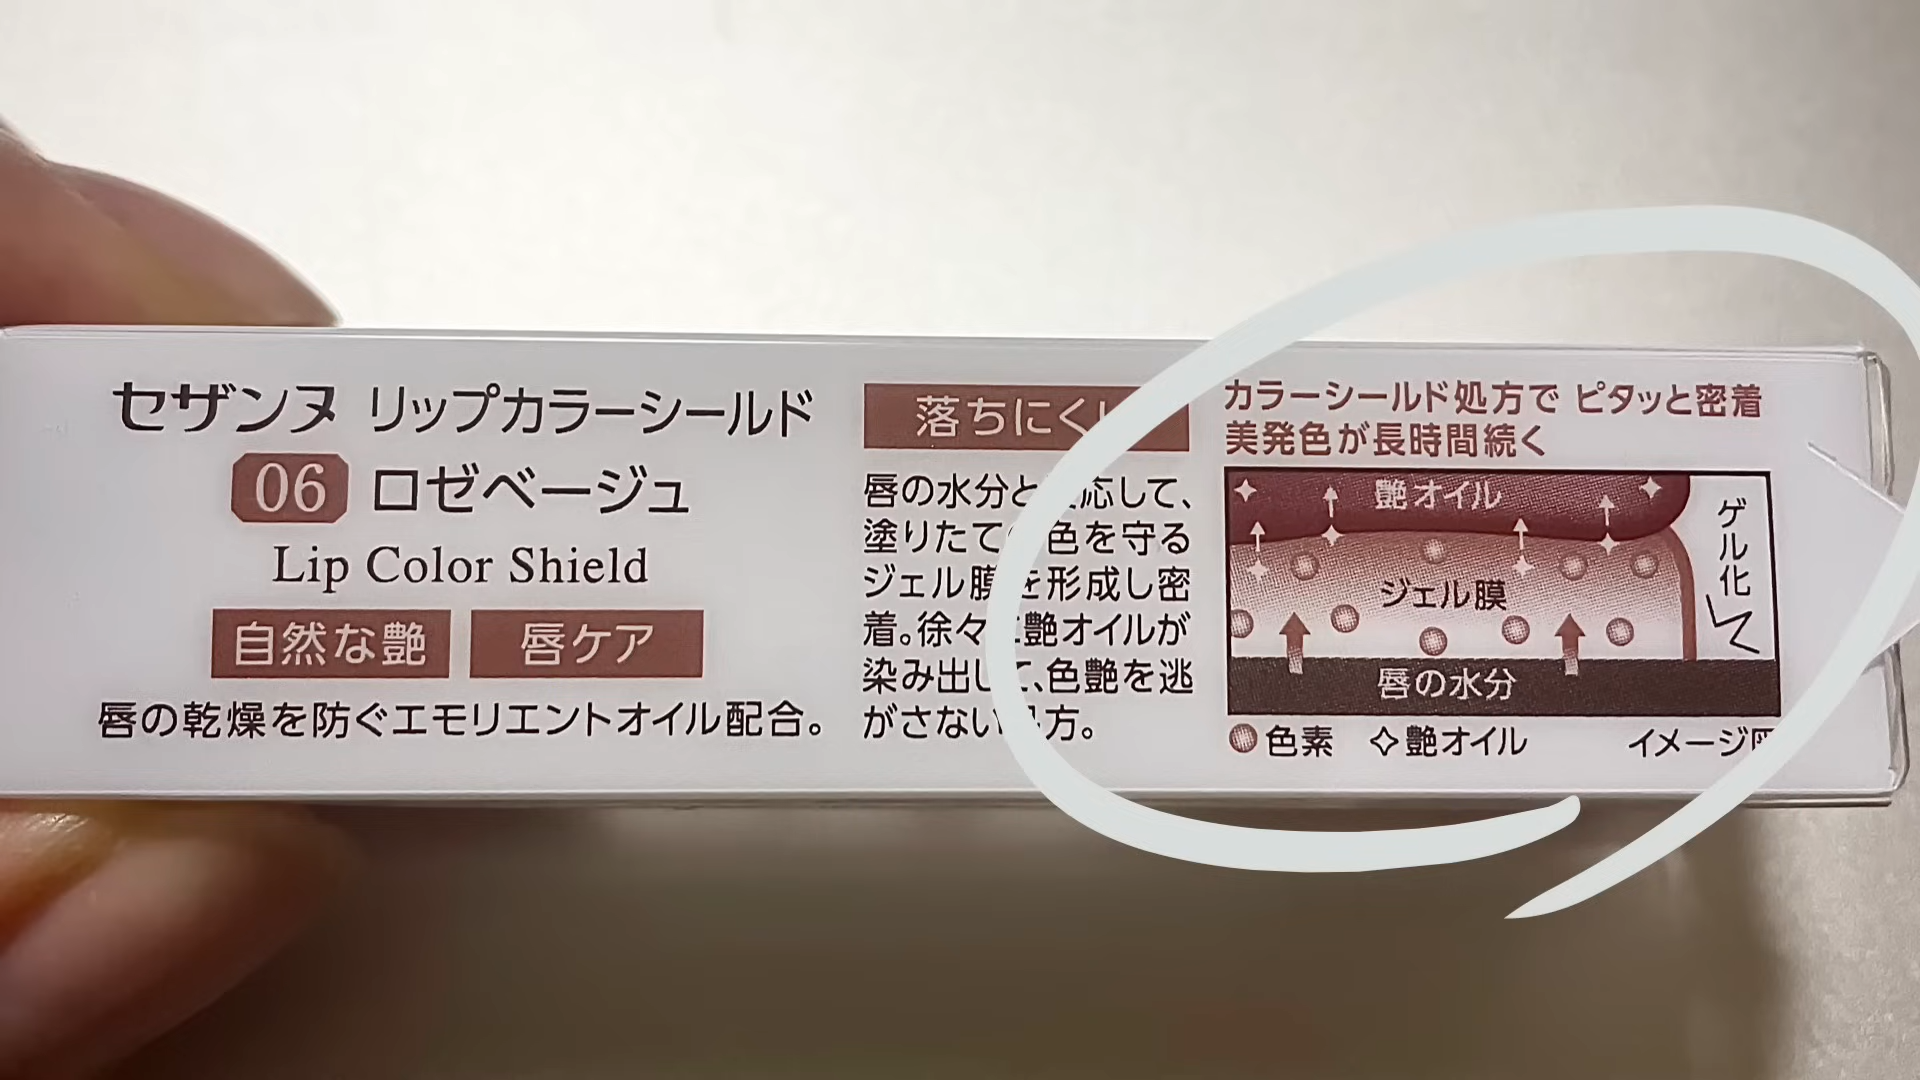 セザンヌ リップカラーシールド
06 ロゼベージュ
Lip Color Shield
自然な艶 唇ケア
唇の乾燥を防ぐエモリエントオイル配合。
落ちにく
唇の水分と 応して、
塗りたて 色を守る
ジェル膜を形成し密
着。徐々に艶オイルが
染み出して、色艶を逃
がさない 方。
カラーシールド処方で ピタッと密着
美発色が長時間続く
艶オイル
ジェル膜
唇の水分
ゲル化
色素 艶オイル イメージ図